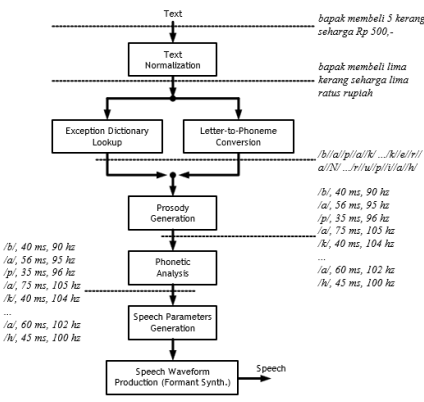 Text
bapak membeli 5 kerang
seharga Rp 500,-
Text
Normalization
bapak membeli lima
kerang seharga lima
ratus rupiah
Exception Dictionary
Lookup
Letter-to-Phoneme
Conversion
/b//a//p//a//k/ .../k//e//r//
a//N/ .../r//u//p//i//a//h/
Prosody
Generation
/b/, 40 ms, 90 hz
/a/, 56 ms, 95 hz
/p/, 35 ms, 96 hz
/a/, 75 ms, 105 hz
/k/, 40 ms, 104 hz
...
/a/, 60 ms, 102 hz
/h/, 45 ms, 100 hz
Phonetic
Analysis
/b/, 40 ms, 90 hz
/a/, 56 ms, 95 hz
/p/, 35 ms, 96 hz
/a/, 75 ms, 105 hz
/k/, 40 ms, 104 hz
...
/a/, 60 ms, 102 hz
/h/, 45 ms, 100 hz
Speech Parameters
Generation
Speech Waveform
Production (Formant Synth.)
Speech